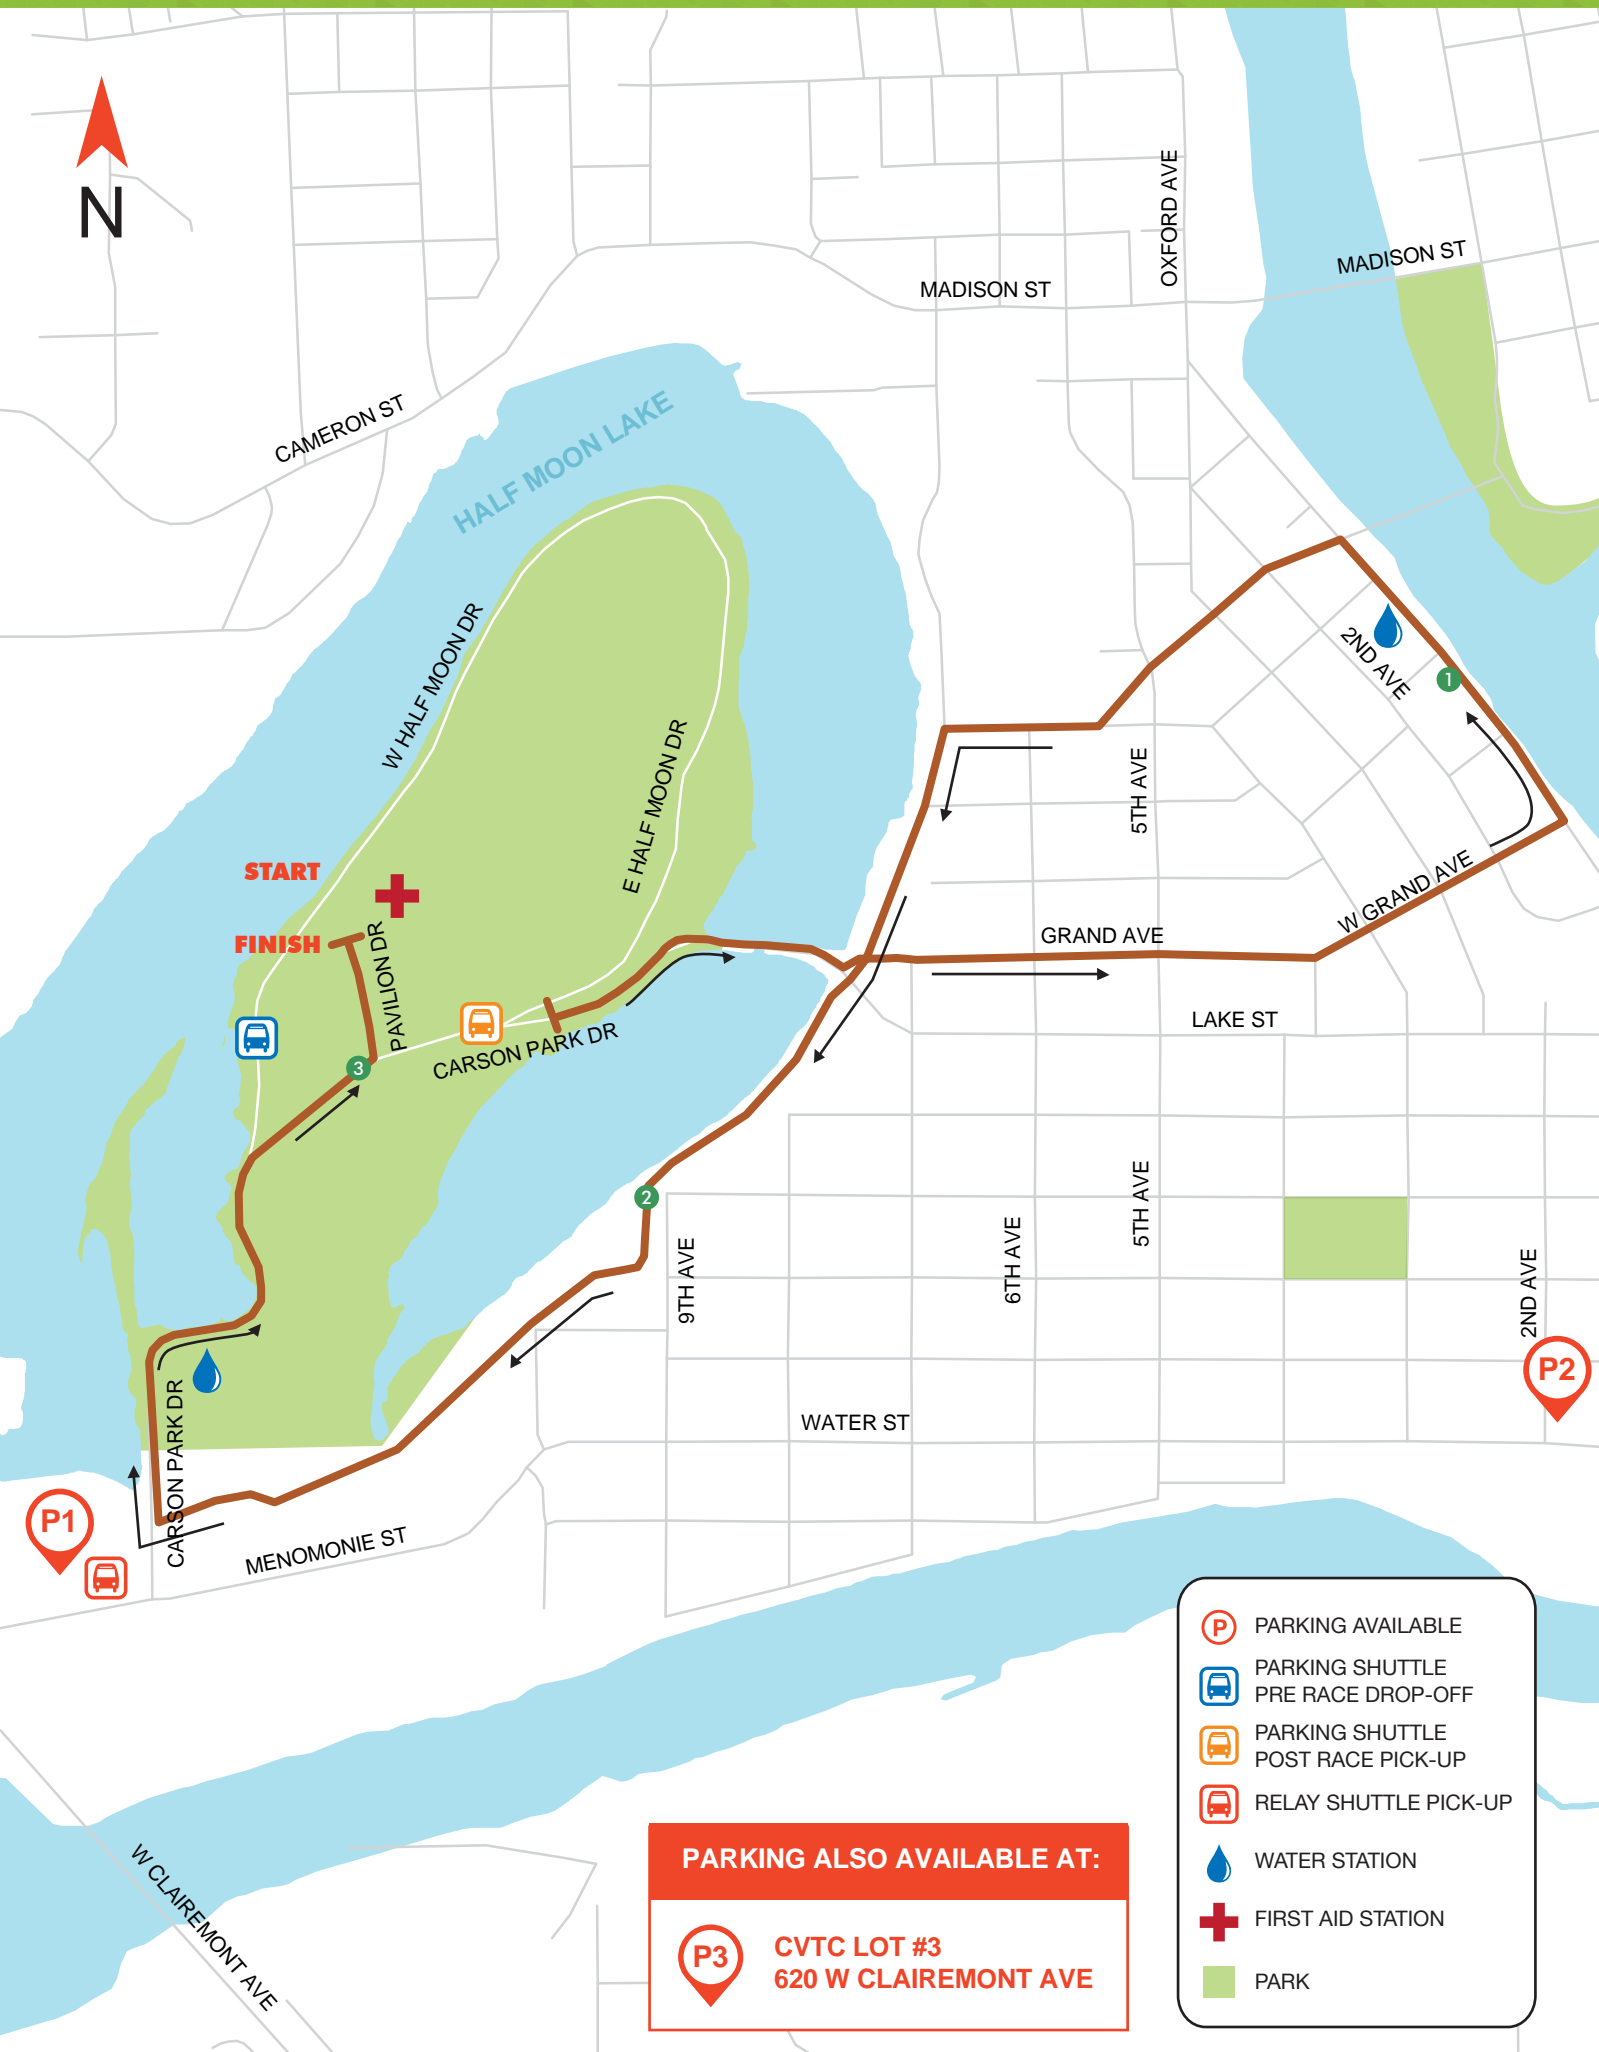 N
OXFORD AVE
MADISON ST
MADISON ST
CAMERON ST
HALF MOON LAKE
W HALF MOON DR
E HALF MOON DR
2ND AVE
1
5TH AVE
START
FINISH
PAVILION DR
W GRAND AVE
GRAND AVE
LAKE ST
CARSON PARK DR
3
2
9TH AVE
6TH AVE
5TH AVE
2ND AVE
P2
CARSON PARK DR
WATER ST
P1
MENOMONIE ST
W CLAIREMONT AVE
PARKING ALSO AVAILABLE AT:
P3
CVTC LOT #3
620 W CLAIREMONT AVE
P PARKING AVAILABLE
PARKING SHUTTLE
PRE RACE DROP-OFF
PARKING SHUTTLE
POST RACE PICK-UP
RELAY SHUTTLE PICK-UP
WATER STATION
FIRST AID STATION
PARK